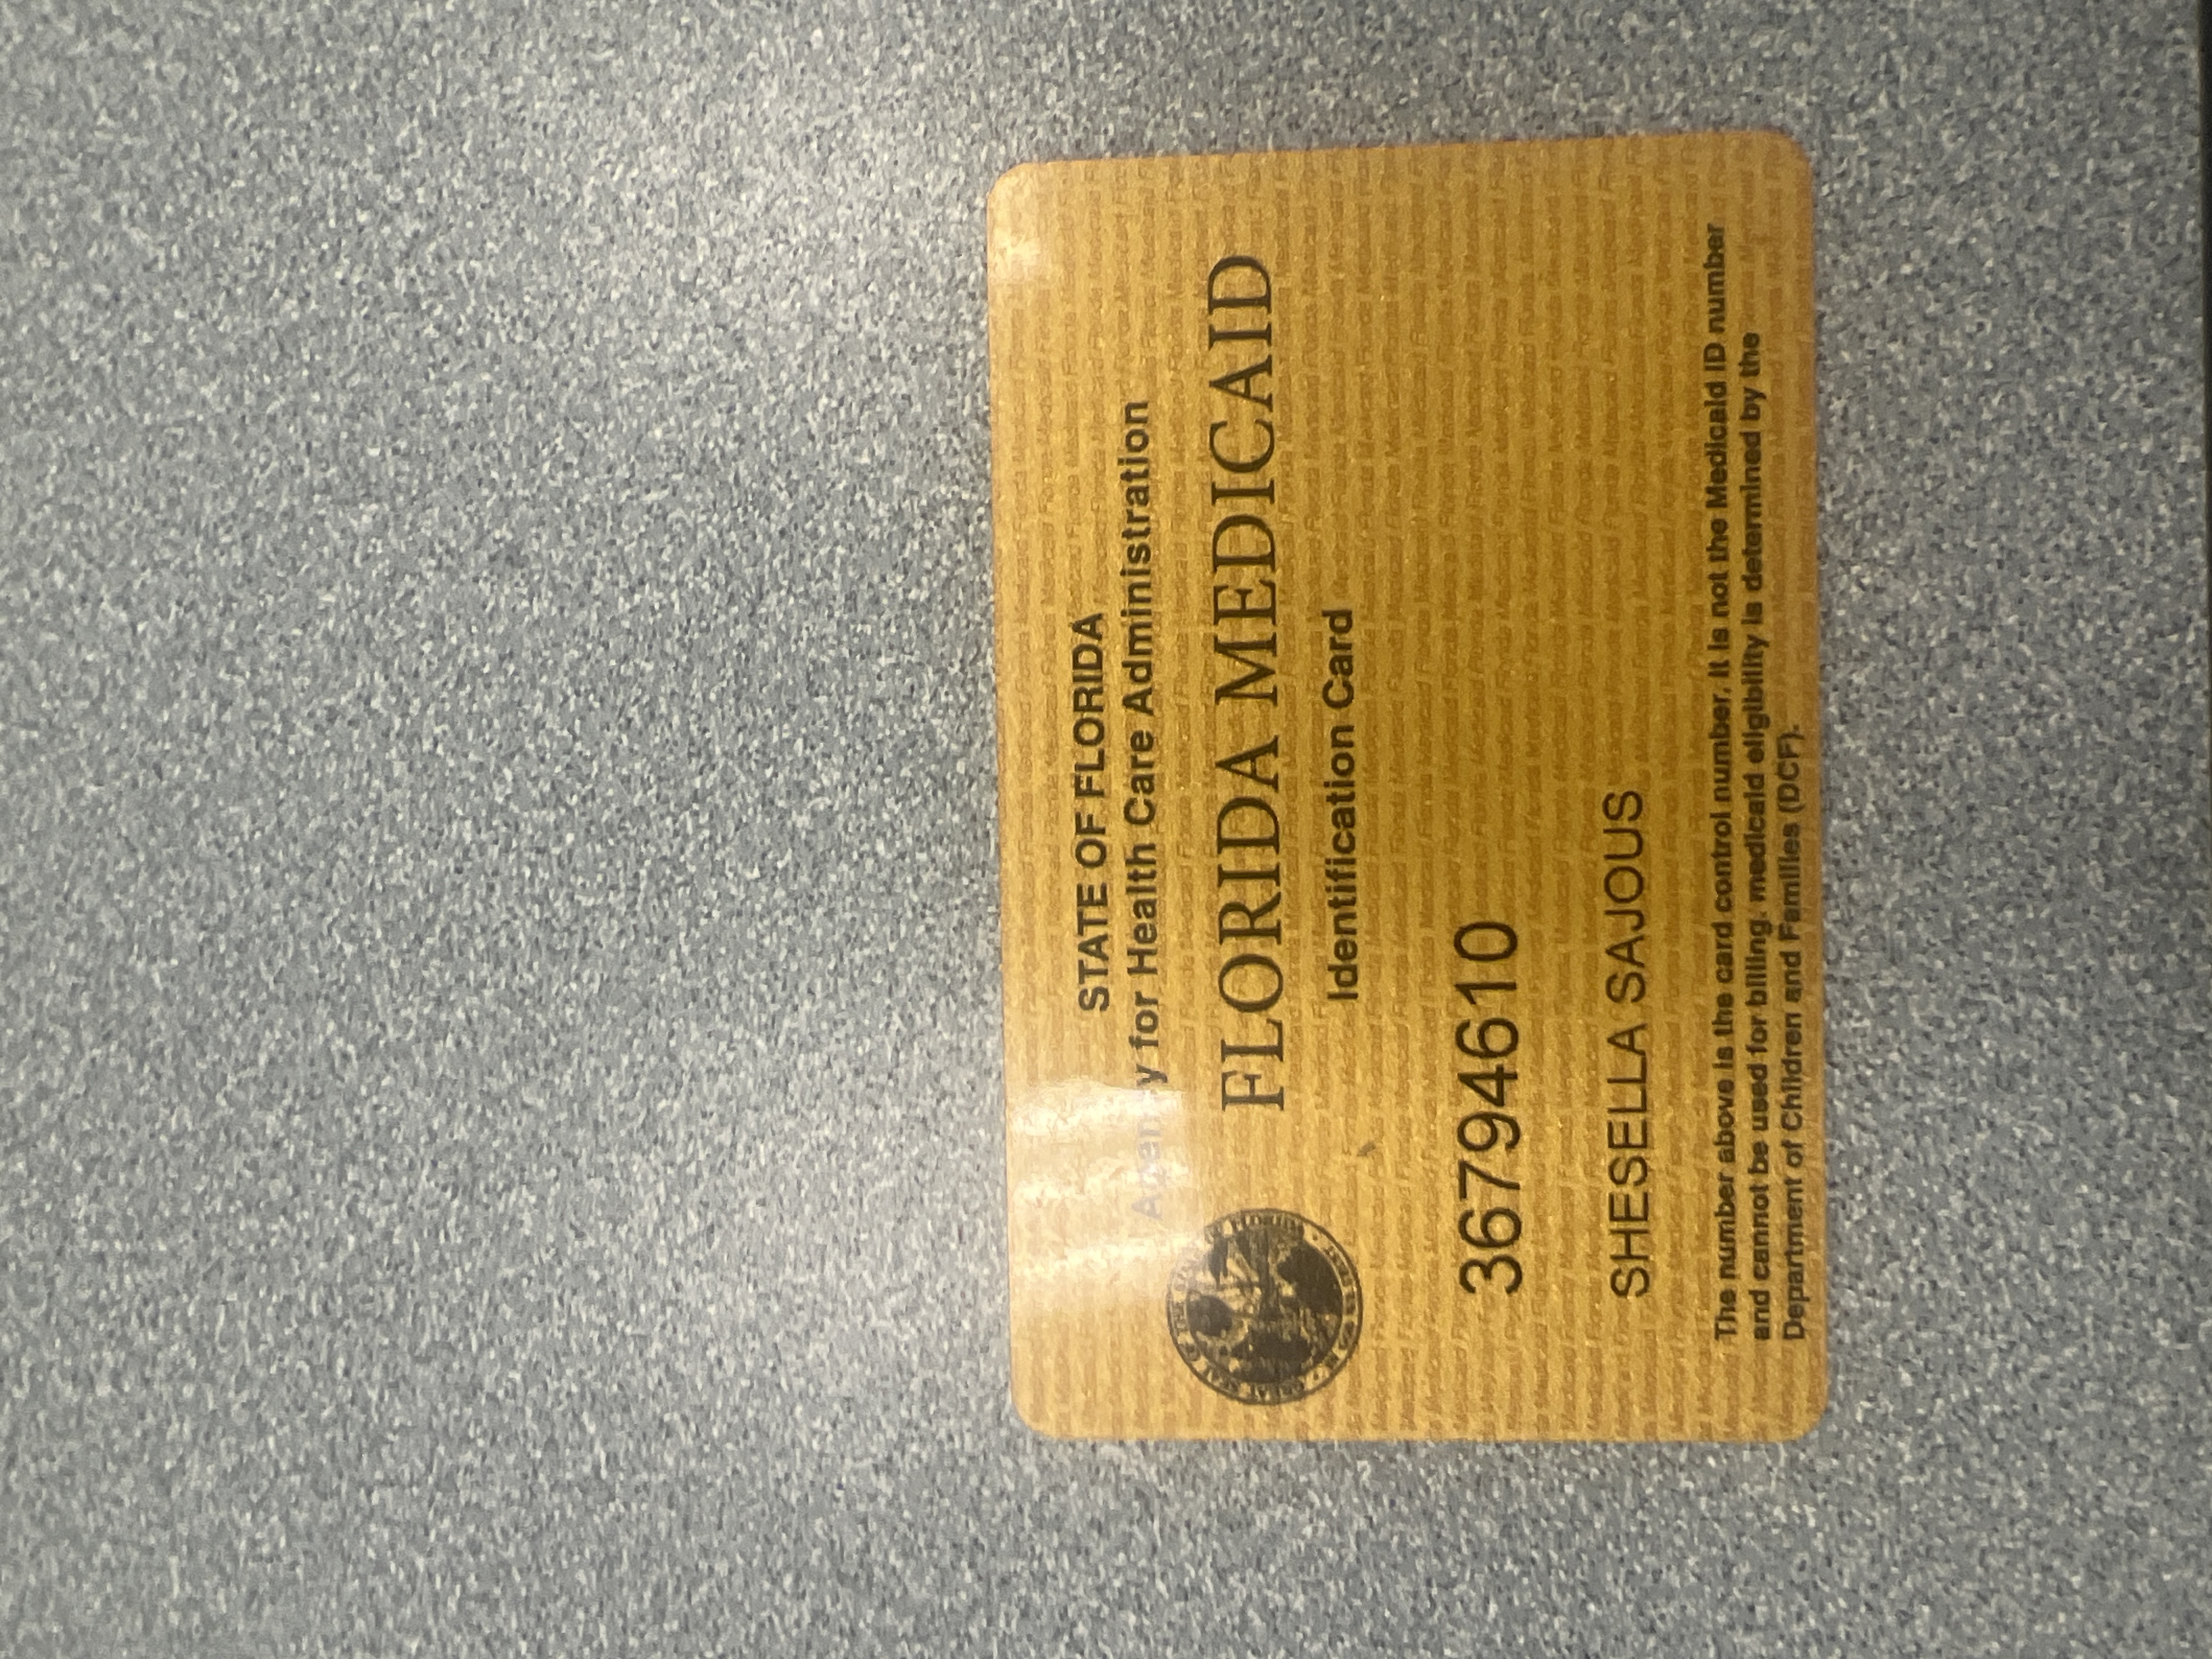 STATE OF FLORIDA
Agency for Health Care Administration
FLORIDA MEDICAID
Identification Card
3679494610
SHESELLA SAJOUS
The number above is the card control number, it is not the Medicaid ID number
and cannot be used for billing. medicaid eligibility is determined by the
Department of Children and Families (DCF).